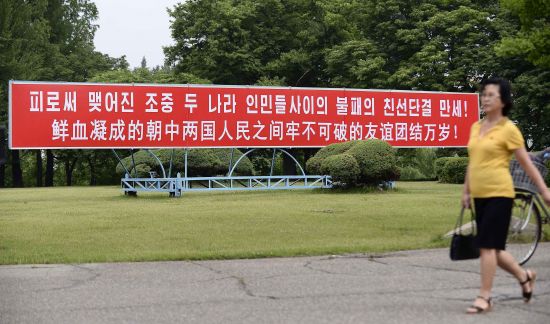 피로써 맺어진 조중 두 나라 인민들사이의 불패의 친선단결 만세!
鲜血凝成的朝中两国人民之间牢不可破的友谊团结万岁!